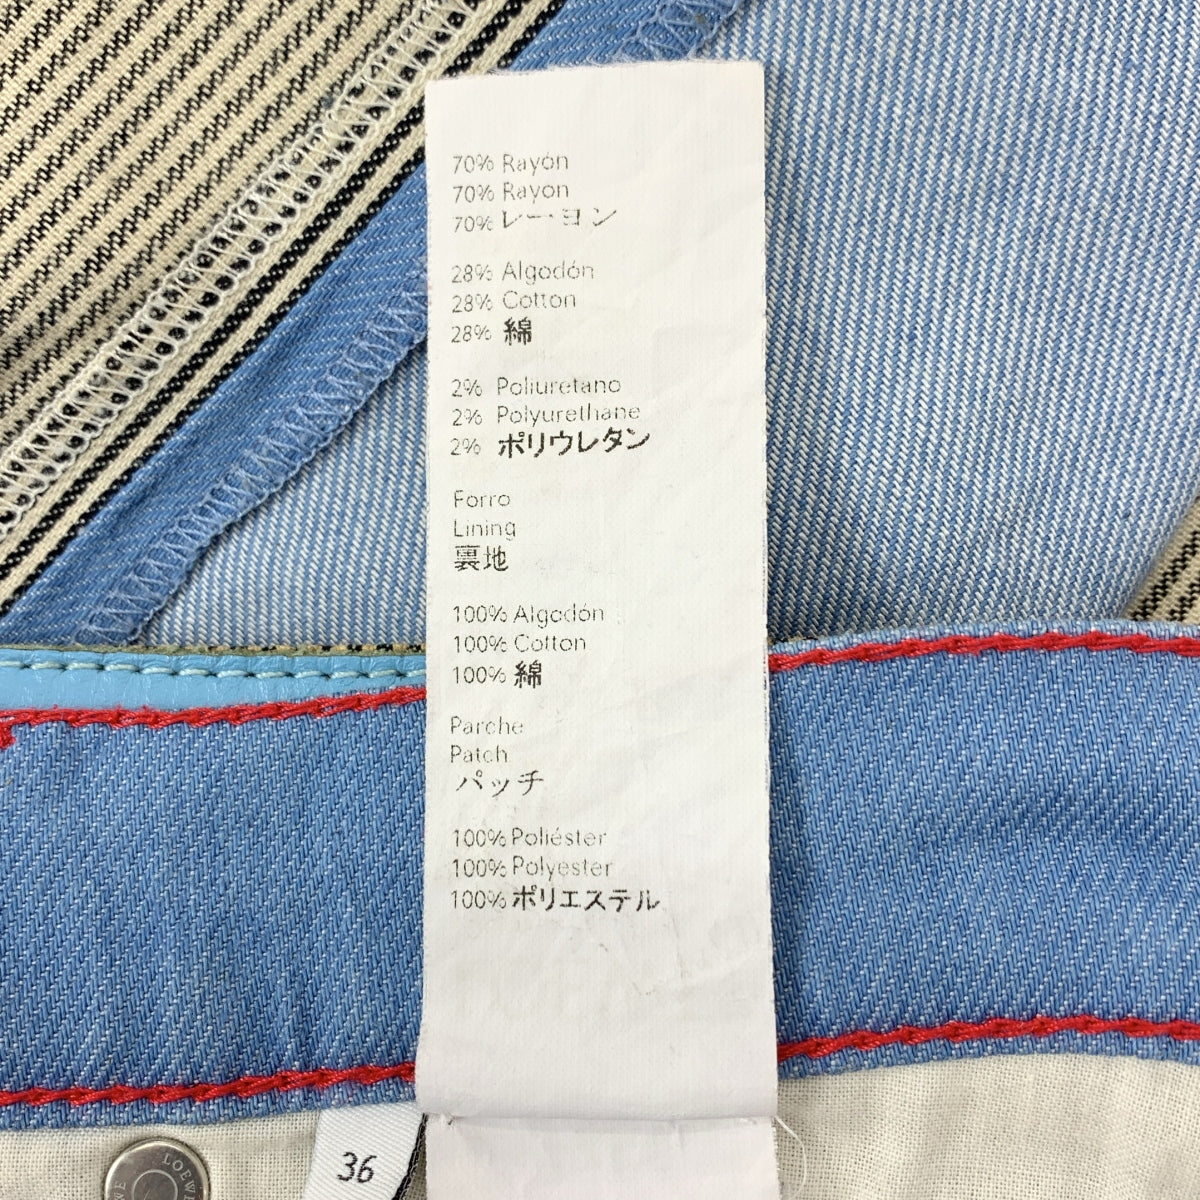 70% Rayón
70% Rayon
70% レーヨン
28% Algodón
28% Cotton
28% 綿
2% Poliuretano
2% Polyurethane
2% ポリウレタン
Forro
Lining
裏地
100% Algodón
100% Cotton
100% 綿
Parche
Patch
パッチ
100% Poliéster
100% Polyester
100% ポリエステル
36
LOEWE